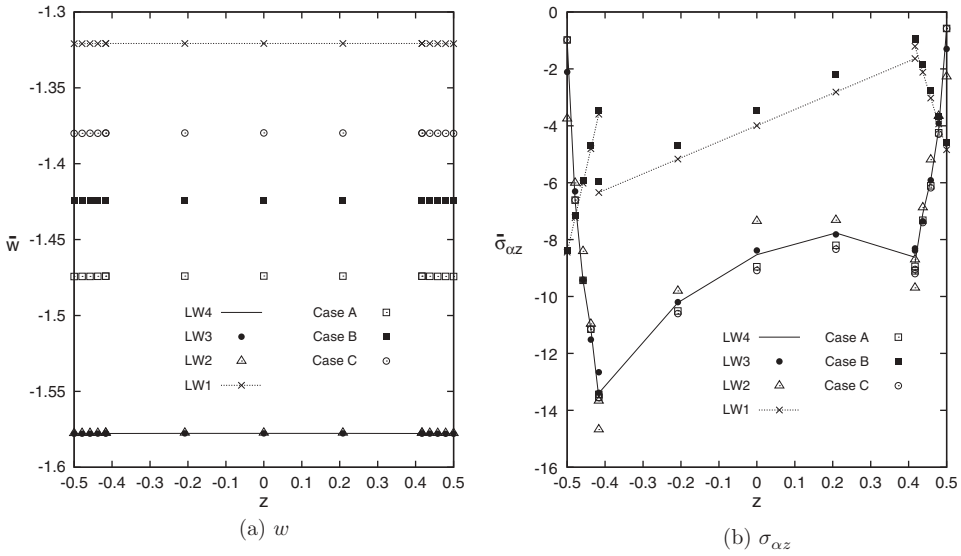 -1.3
-1.35
-1.4
-1.45
-1.5
-1.55
-1.6
w̄
LW4
LW3
LW2
LW1
Case A
Case B
Case C
-0.5 -0.4 -0.3 -0.2 -0.1 0 0.1 0.2 0.3 0.4 0.5
z
(a) w
0
-2
-4
-6
-8
-10
-12
-14
-16
σ̄αz
LW4
LW3
LW2
LW1
Case A
Case B
Case C
-0.5 -0.4 -0.3 -0.2 -0.1 0 0.1 0.2 0.3 0.4 0.5
z
(b) σαz